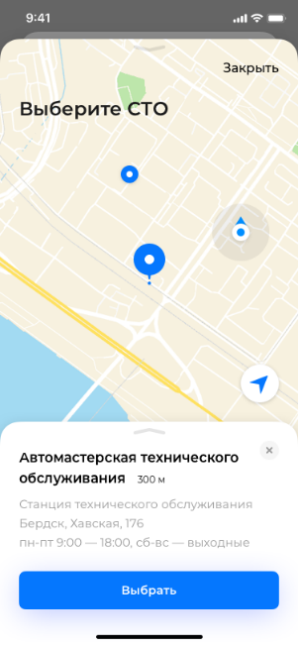 9:41
Закрыть
Выберите СТО
Автомастерская технического
обслуживания 300 м
Станция технического обслуживания
Бердск, Хавская, 176
пн-пт 9:00 — 18:00, сб-вс — выходные
Выбрать